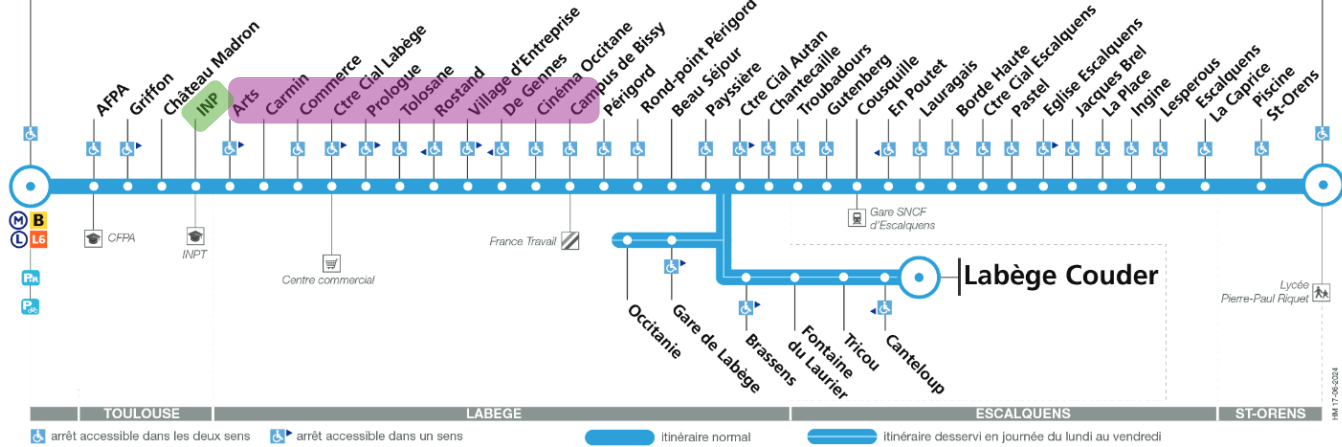 AFPA
Griffon
Château Madron
INP
Arts
Carmin
Commerce
Ctre Cial Labège
Prologue
Tolosane
Rostand
Village d'Entreprise
De Gennes
Cinéma Occitane
Campus de Bissy
Périgord
Rond-point Périgord
Beau Séjour
Payssière
Ctre Cial Autan
Chantecaille
Troubadours
Gutenberg
Cousquille
En Poutet
Lauragais
Borde Haute
Ctre Cial Escalquens
Pastel
Eglise Escalquens
Jacques Brel
La Place
Ingine
Lesperous
Escalquens
La Caprice
Piscine
St-Orens
M B
L L6
P+R
P
CFPA
INPT
Centre commercial
France Travail
Gare SNCF
d'Escalquens
Labège Couder
Lycée
Pierre-Paul Riquet
Occitanie
Gare de Labège
Brassens
Fontaine
du Laurier
Tricou
Canteloup
TOULOUSE
LABEGE
ESCALQUENS
ST-ORENS
HM 17-06-2024
arrêt accessible dans les deux sens
arrêt accessible dans un sens
itinéraire normal
itinéraire desservi en journée du lundi au vendredi